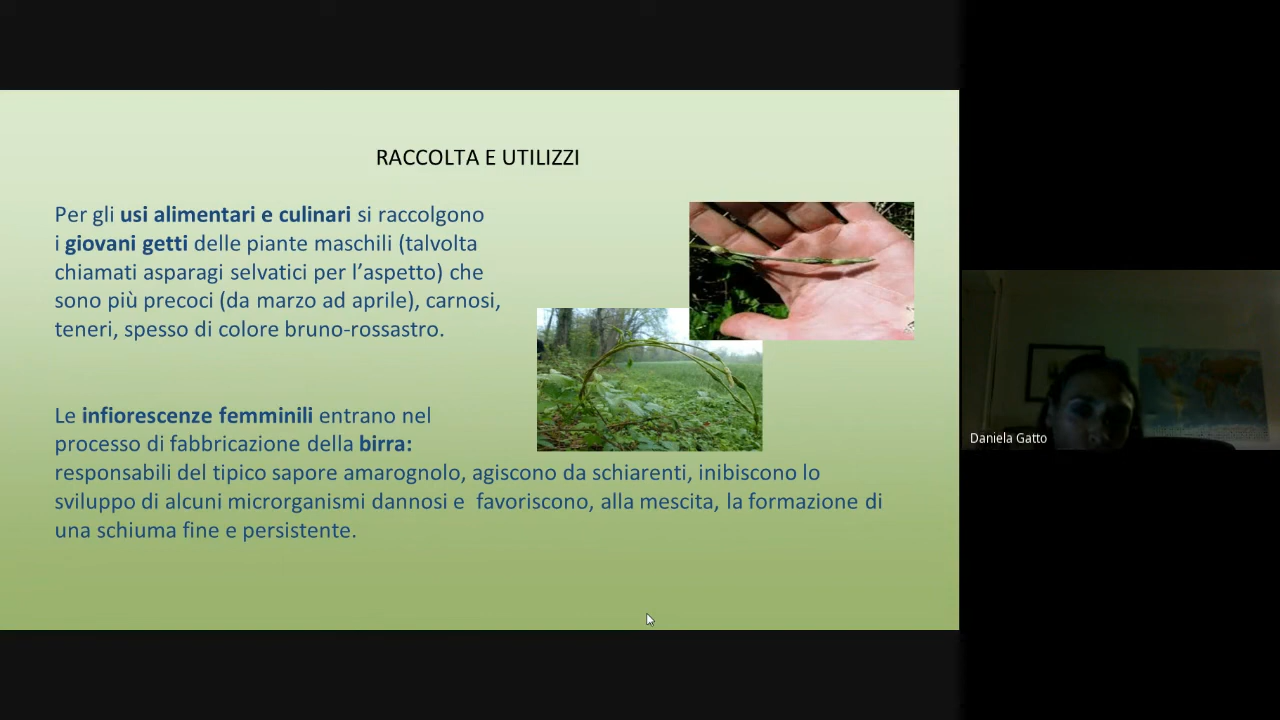 RACCOLTA E UTILIZZI
Per gli usi alimentari e culinari si raccolgono
i giovani getti delle piante maschili (talvolta
chiamati asparagi selvatici per l’aspetto) che
sono più precoci (da marzo ad aprile), carnosi,
teneri, spesso di colore bruno-rossastro.
Le infiorescenze femminili entrano nel
processo di fabbricazione della birra:
responsabili del tipico sapore amarognolo, agiscono da schiarenti, inibiscono lo
sviluppo di alcuni microrganismi dannosi e  favoriscono, alla mescita, la formazione di
una schiuma fine e persistente.
Daniela Gatto